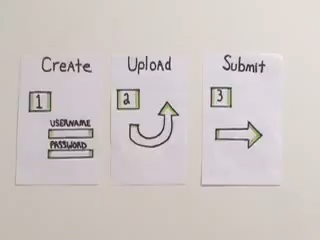 Create
1
USERNAME
PASSWORD
Upload
2
Submit
3